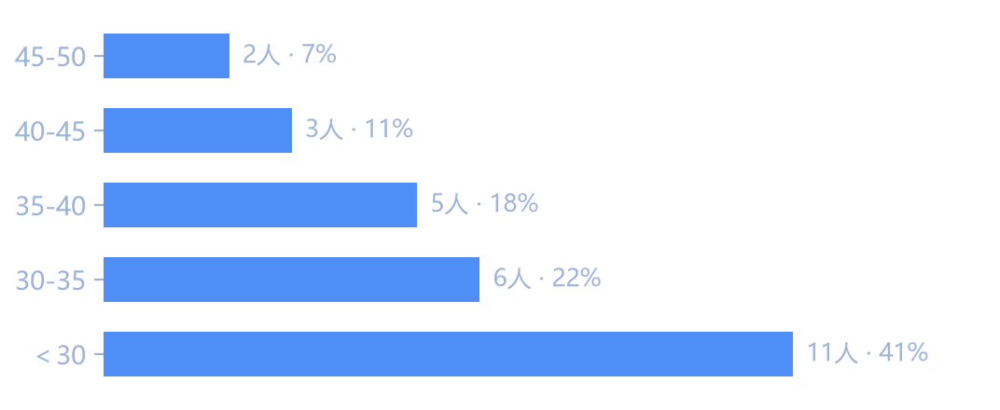 45-50 2人 · 7%
40-45 3人 · 11%
35-40 5人 · 18%
30-35 6人 · 22%
< 30 11人 · 41%